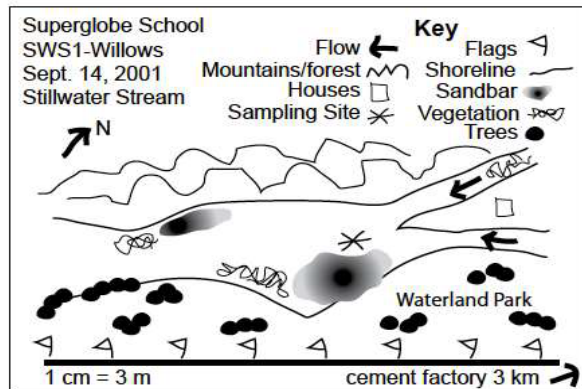 Superglobe School
SWS1-Willows
Sept. 14, 2001
Stillwater Stream
N
Key
Flow
Flags
Mountains/forest
Shoreline
Houses
Sandbar
Sampling Site
Vegetation
Trees
Waterland Park
1 cm = 3 m
cement factory 3 km